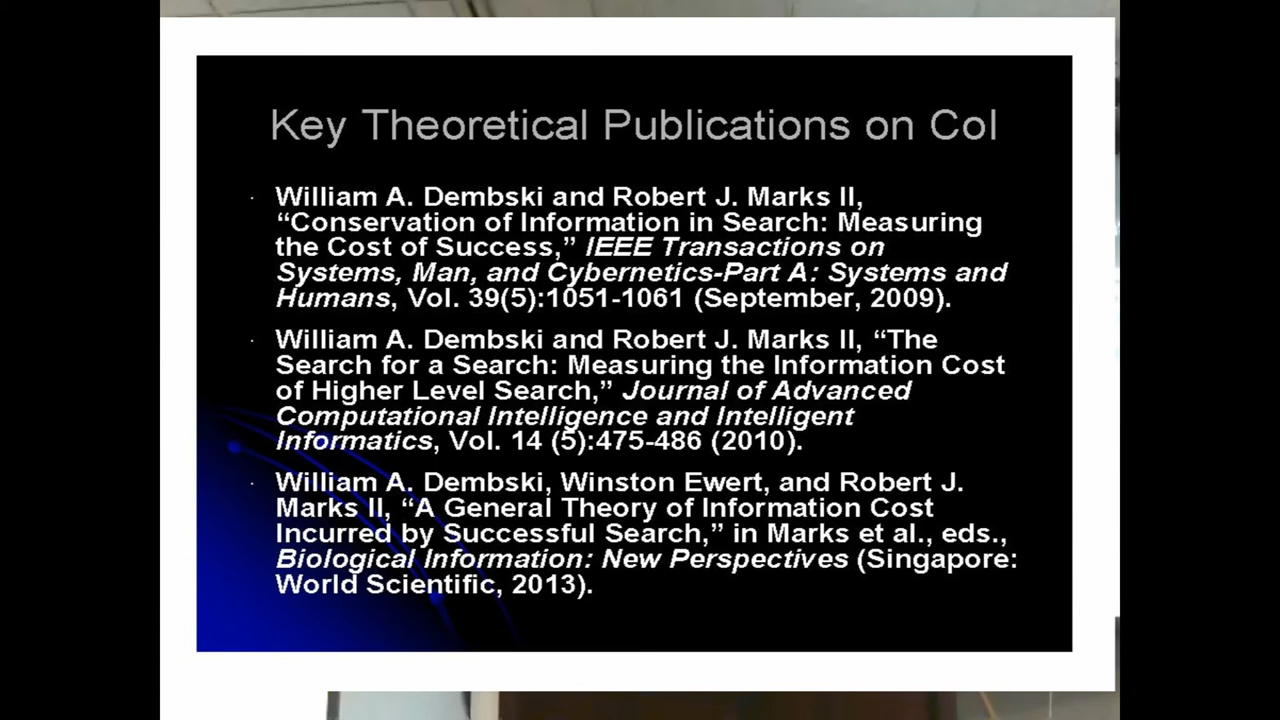 Key Theoretical Publications on CoI
· William A. Dembski and Robert J. Marks II,
“Conservation of Information in Search: Measuring
the Cost of Success,” IEEE Transactions on
Systems, Man, and Cybernetics-Part A: Systems and
Humans, Vol. 39(5):1051-1061 (September, 2009).
· William A. Dembski and Robert J. Marks II, “The
Search for a Search: Measuring the Information Cost
of Higher Level Search,” Journal of Advanced
Computational Intelligence and Intelligent
Informatics, Vol. 14 (5):475-486 (2010).
· William A. Dembski, Winston Ewert, and Robert J.
Marks II, “A General Theory of Information Cost
Incurred by Successful Search,” in Marks et al., eds.,
Biological Information: New Perspectives (Singapore:
World Scientific, 2013).